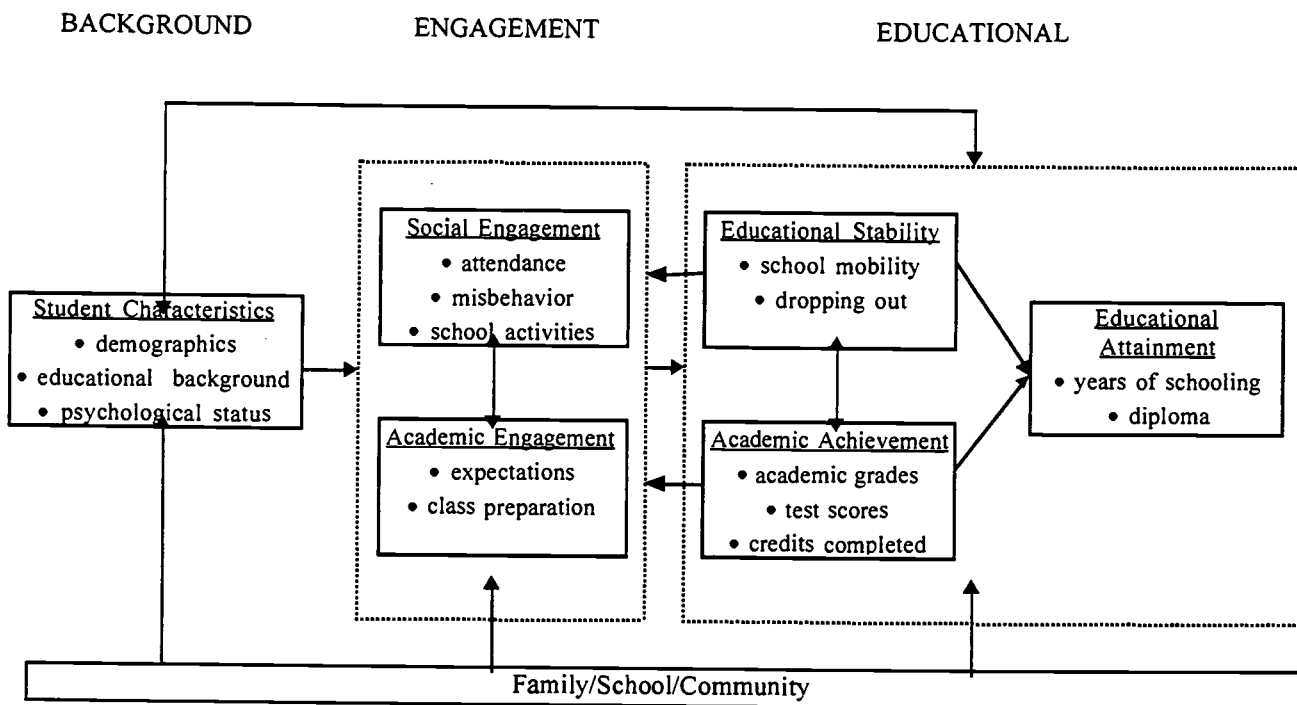 BACKGROUND
ENGAGEMENT
EDUCATIONAL
Student Characteristics
• demographics
• educational background
• psychological status
Social Engagement
• attendance
• misbehavior
• school activities
Academic Engagement
• expectations
• class preparation
Educational Stability
• school mobility
• dropping out
Academic Achievement
• academic grades
• test scores
• credits completed
Educational
Attainment
• years of schooling
• diploma
Family/School/Community